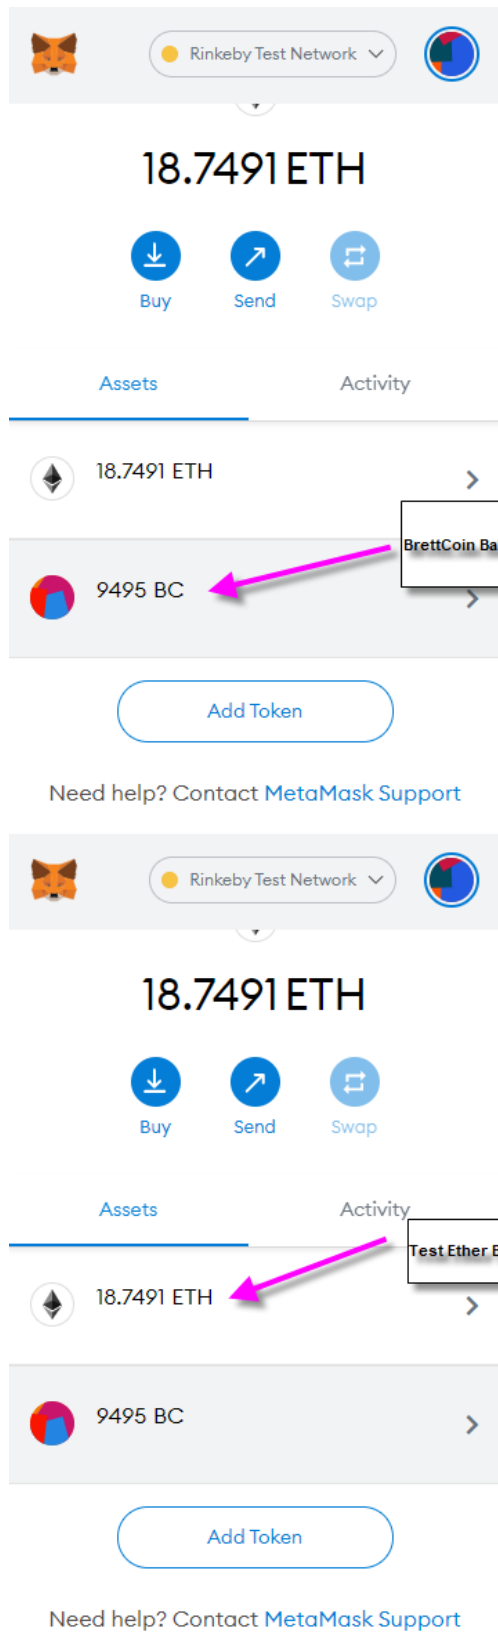 Rinkeby Test Network
18.7491 ETH
Buy Send Swap
Assets Activity
18.7491 ETH
BrettCoin Ba
9495 BC
Add Token
Need help? Contact MetaMask Support
Rinkeby Test Network
18.7491 ETH
Buy Send Swap
Assets Activity
Test Ether
18.7491 ETH
9495 BC
Add Token
Need help? Contact MetaMask Support